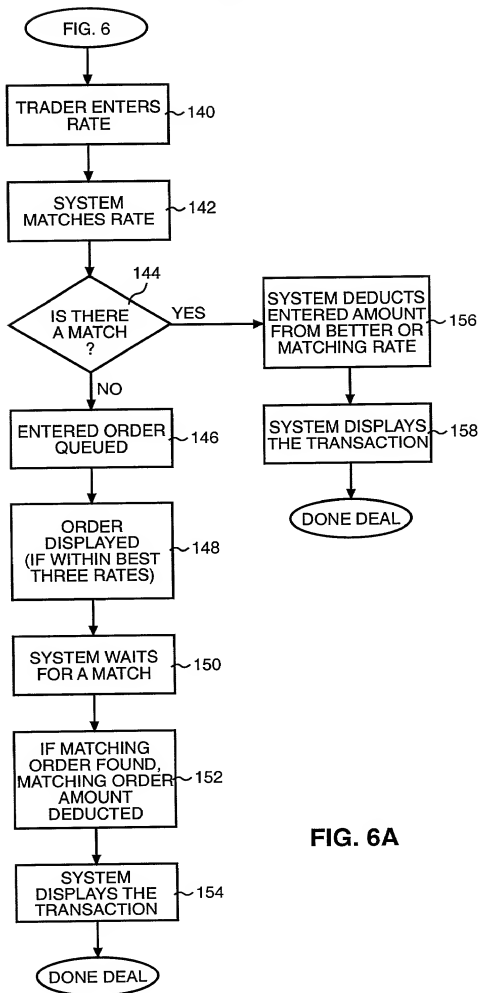 FIG. 6
TRADER ENTERS
RATE
140
SYSTEM
MATCHES RATE
142
144
IS THERE
A MATCH
?
YES
NO
SYSTEM DEDUCTS
ENTERED AMOUNT
FROM BETTER OR
MATCHING RATE
156
SYSTEM DISPLAYS
THE TRANSACTION
158
DONE DEAL
ENTERED ORDER
QUEUED
146
ORDER
DISPLAYED
(IF WITHIN BEST
THREE RATES)
148
SYSTEM WAITS
FOR A MATCH
150
IF MATCHING
ORDER FOUND,
MATCHING ORDER
AMOUNT
DEDUCTED
152
SYSTEM
DISPLAYS THE
TRANSACTION
154
DONE DEAL
FIG. 6A